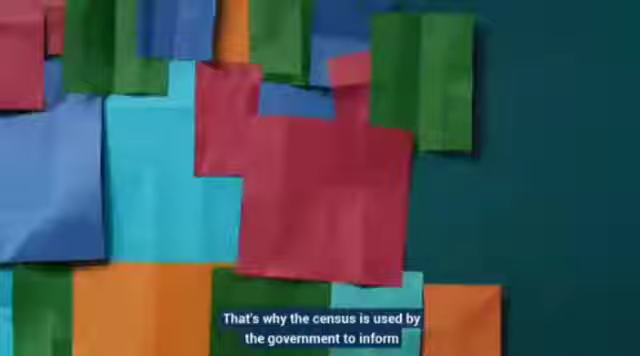 That's why the census is used by
the government to inform